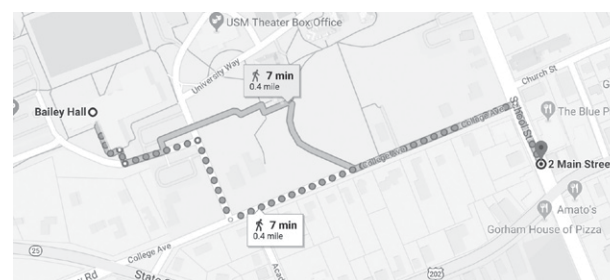 USM Theater Box Office
University Way
7 min
0.4 mile
Church St
School St
The Blue P
Bailey Hall
College Ave
2 Main Stree
7 min
0.4 mile
Amato's
Gorham House of Pizza
College Ave
25
202